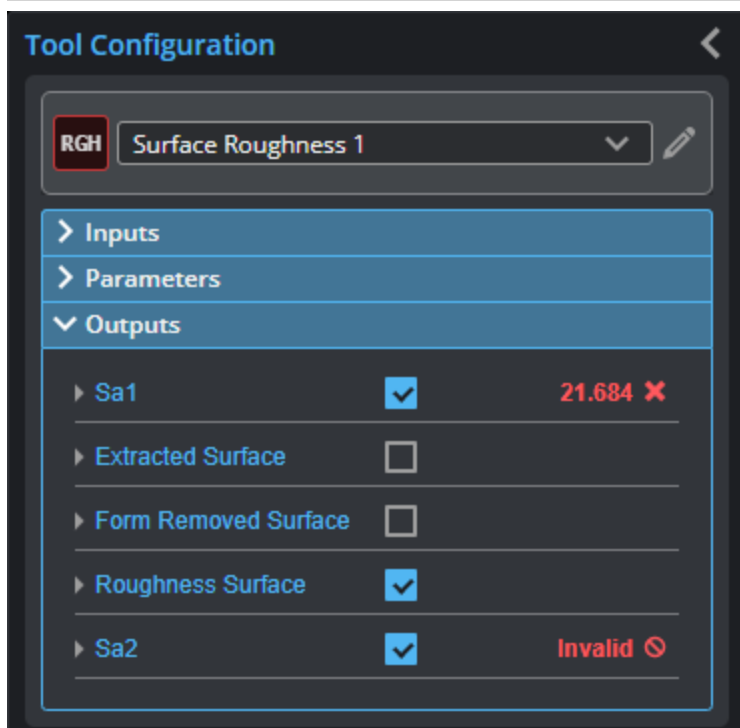 Tool Configuration
RGH Surface Roughness 1
Inputs
Parameters
Outputs
Sa1 21.684
Extracted Surface
Form Removed Surface
Roughness Surface
Sa2 Invalid